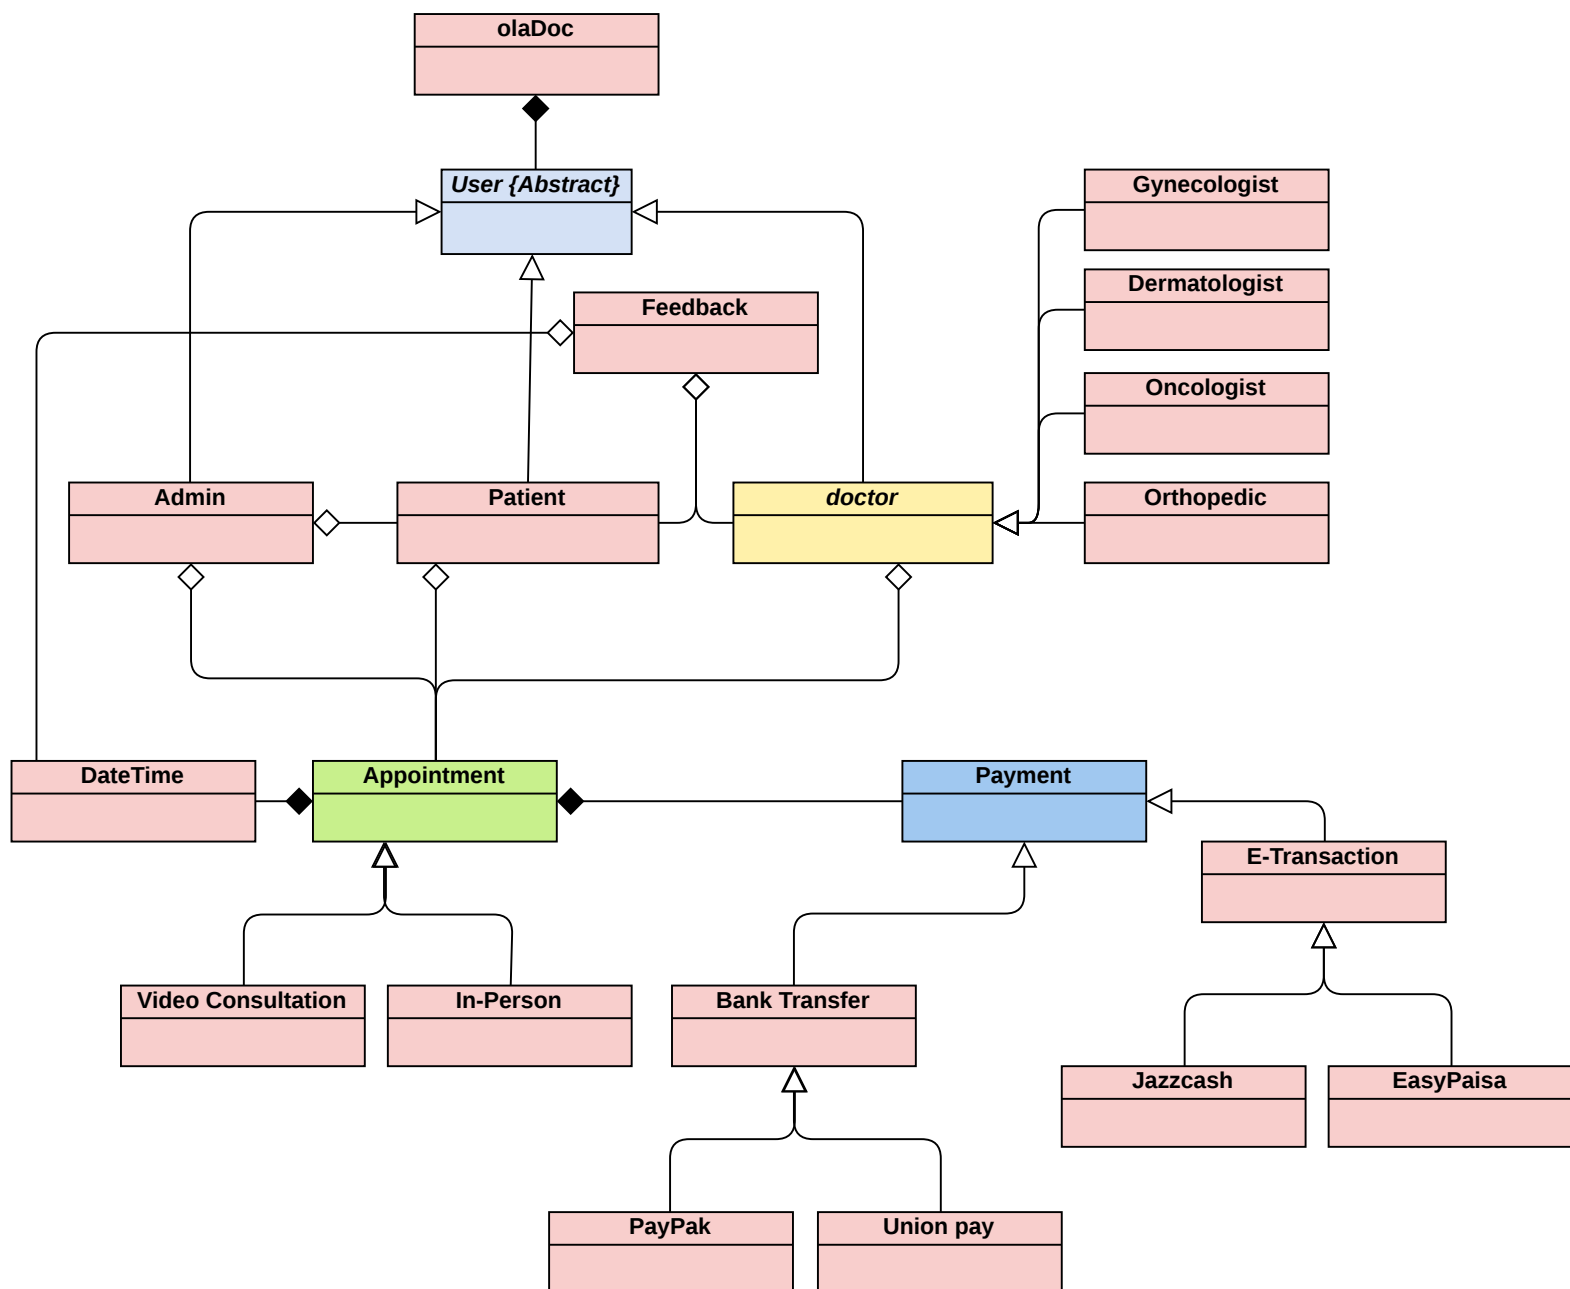 olaDoc
User {Abstract}
Gynecologist
Dermatologist
Feedback
Oncologist
Admin
Patient
doctor
Orthopedic
DateTime
Appointment
Payment
E-Transaction
Video Consultation
In-Person
Bank Transfer
Jazzcash
EasyPaisa
PayPak
Union pay